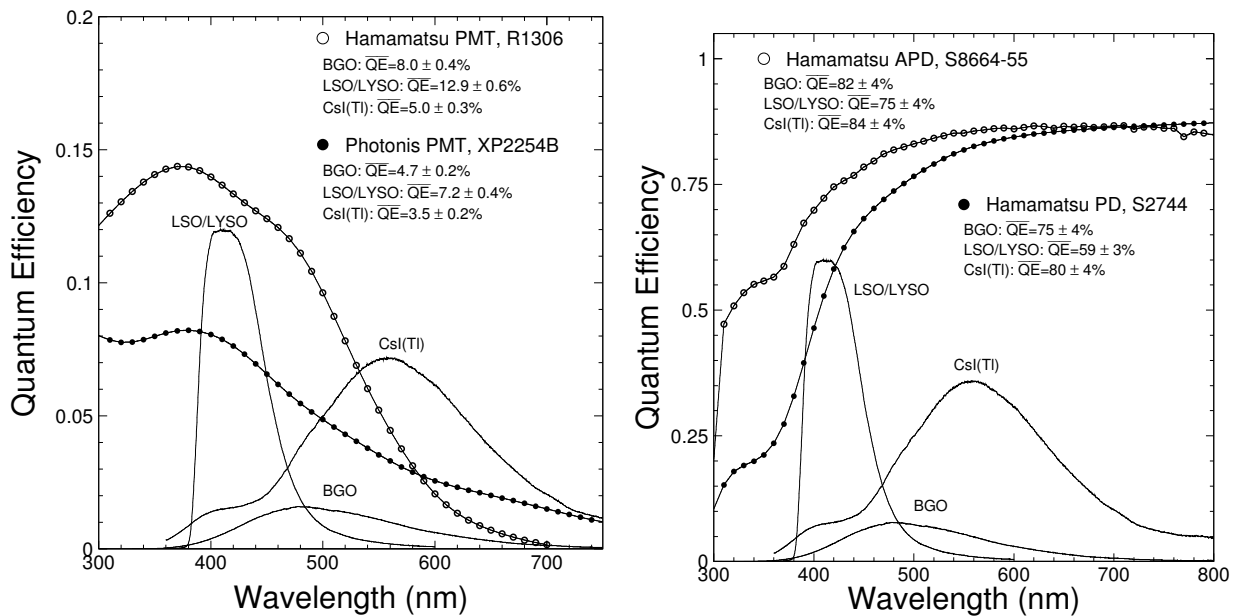 Hamamatsu PMT, R1306
BGO: QE=8.0 ± 0.4%
LSO/LYSO: QE=12.9 ± 0.6%
CsI(Tl): QE=5.0 ± 0.3%
Photonis PMT, XP2254B
BGO: QE=4.7 ± 0.2%
LSO/LYSO: QE=7.2 ± 0.4%
CsI(Tl): QE=3.5 ± 0.2%
LSO/LYSO
CsI(Tl)
BGO
Quantum Efficiency
0.2
0.15
0.1
0.05
0
300 400 500 600 700
Wavelength (nm)
Hamamatsu APD, S8664-55
BGO: QE=82 ± 4%
LSO/LYSO: QE=75 ± 4%
CsI(Tl): QE=84 ± 4%
Hamamatsu PD, S2744
BGO: QE=75 ± 4%
LSO/LYSO: QE=59 ± 3%
CsI(Tl): QE=80 ± 4%
LSO/LYSO
CsI(Tl)
BGO
Quantum Efficiency
1
0.75
0.5
0.25
0
300 400 500 600 700 800
Wavelength (nm)